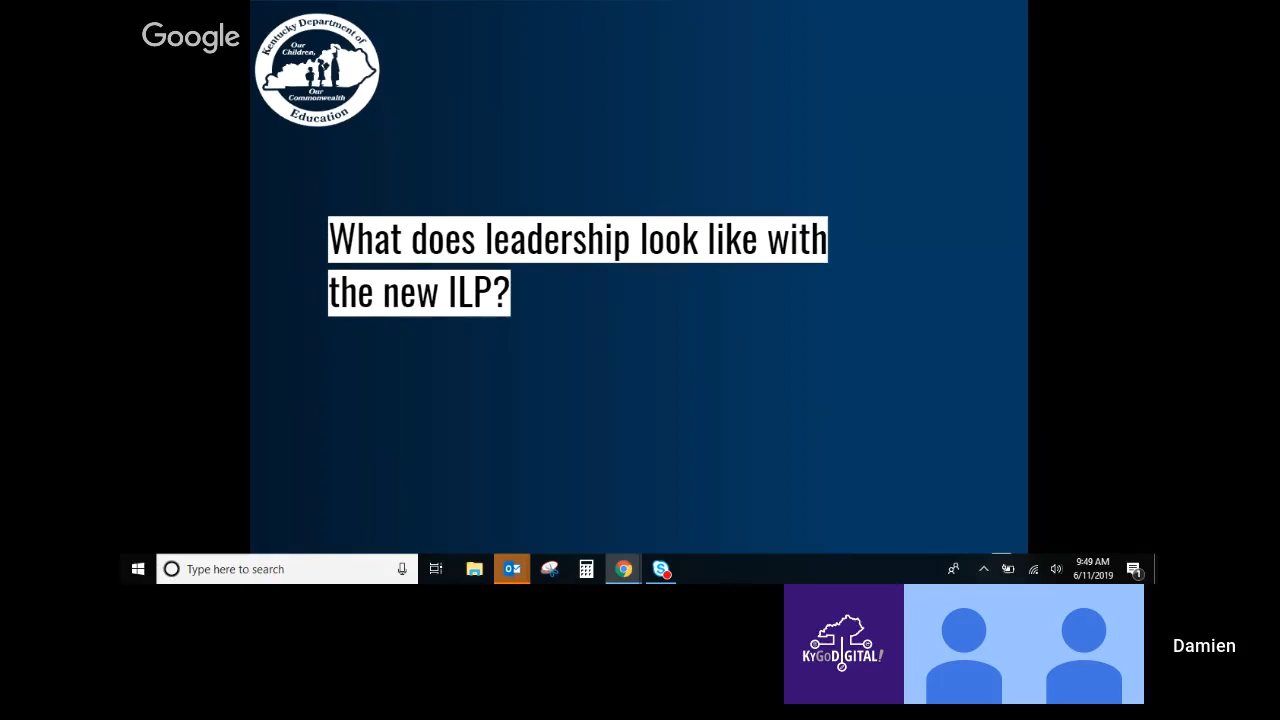 Google
Kentucky Department of
Our
Children,
Our
Commonwealth
Education
What does leadership look like with
the new ILP?
Type here to search
9:49 AM
6/11/2019
1
KYGODIGITAL!
Damien